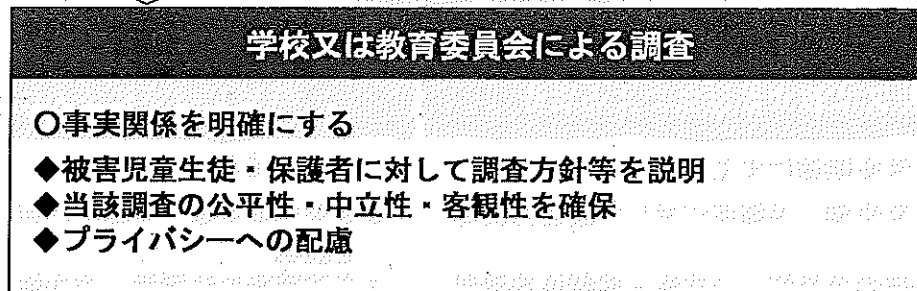 学校又は教育委員会による調査
〇事実関係を明確にする
◆被害児童生徒・保護者に対して調査方針等を説明
◆当該調査の公平性・中立性・客観性を確保
◆プライバシーへの配慮